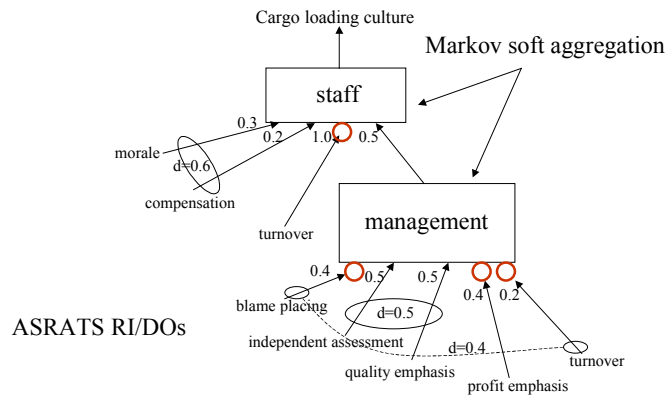 Cargo loading culture
Markov soft aggregation
staff
0.3
0.2
1.0
0.5
morale
d=0.6
compensation
turnover
management
0.4
0.5
0.5
0.4
0.2
blame placing
d=0.5
ASRATS RI/DOs
independent assessment
d=0.4
turnover
quality emphasis
profit emphasis